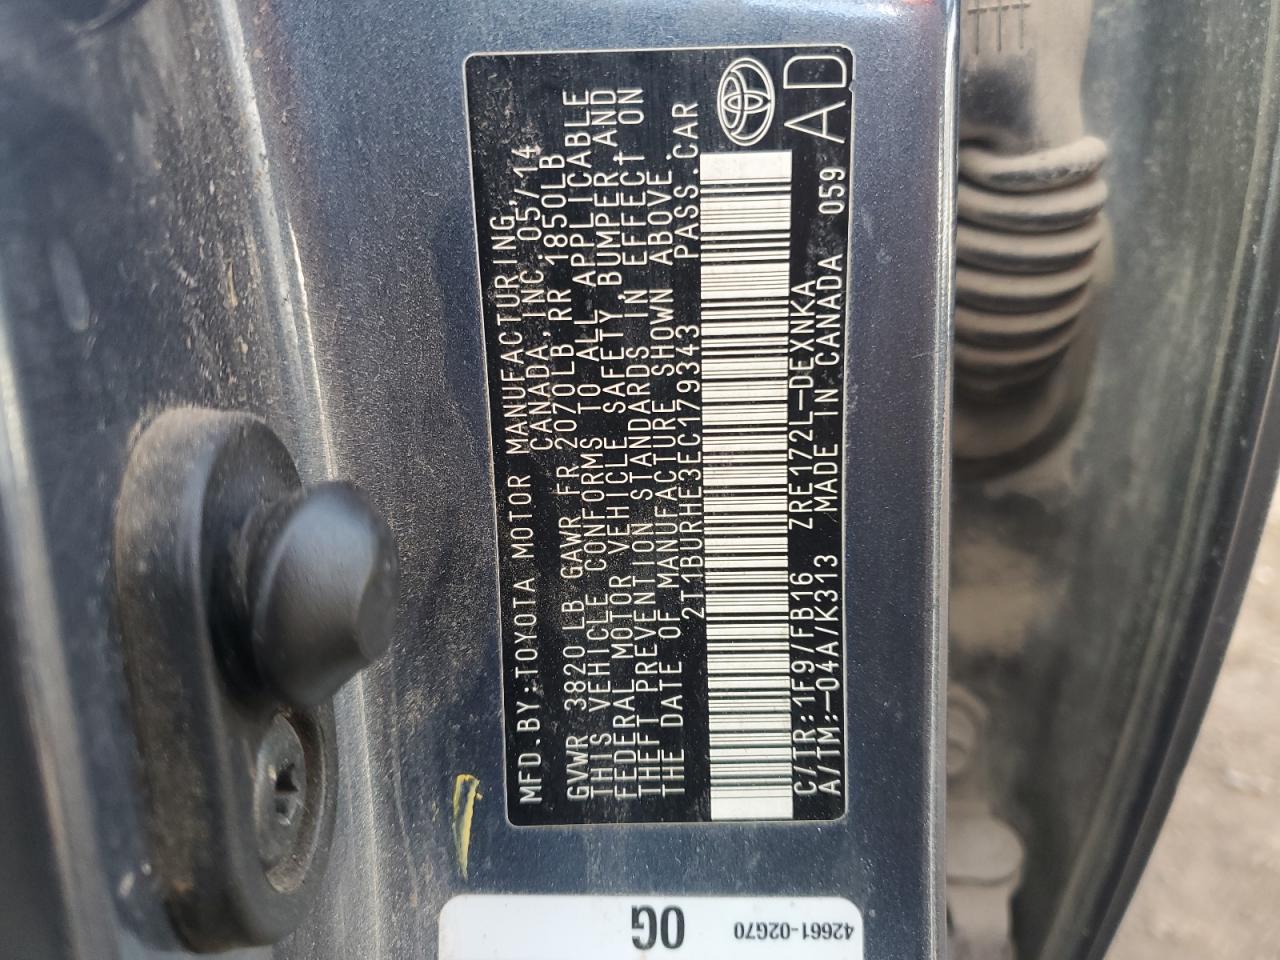 MFD.BY:TOYOTA MOTOR MANUFACTURING,
CANADA INC. 05/14
GVWR 3820 LB GAWR FR 2070LB RR 1850LB
THIS VEHICLE CONFORMS TO ALL APPLICABLE
FEDERAL MOTOR VEHICLE SAFETY,BUMPER,AND
THEFT PREVENTION STANDARDS IN EFFECT ON
THE DATE OF MANUFACTURE SHOWN ABOVE.
2T1BURHE3EC179343 PASS.CAR
C/TR:1F9/FB16 ZRE172L-DEXNKA
A/TM:-04A/K313 MADE IN CANADA 059
AD
0G
42661-02G70